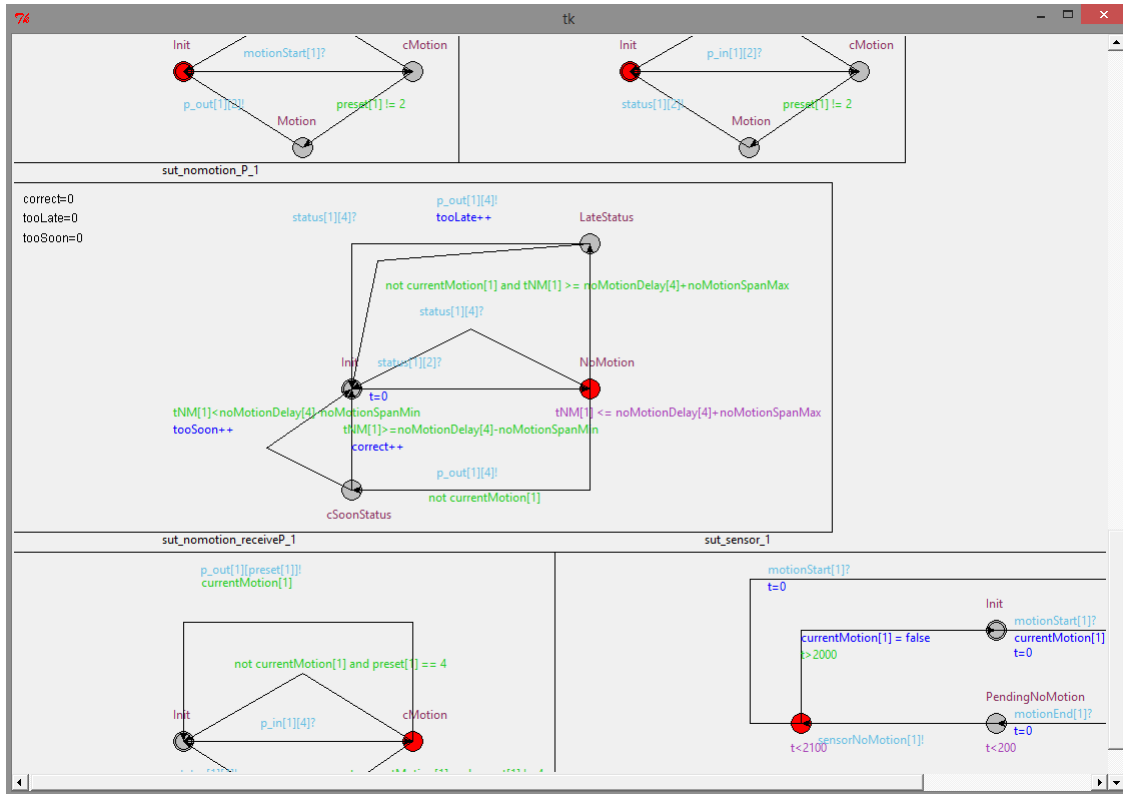 tk
Init
cMotion
motionStart[1]?
p_out[1][2]!
preset[1] != 2
Motion
Init
cMotion
p_in[1][2]?
status[1][2]!
preset[1] != 2
Motion
sut_nomotion_P_1
correct=0
tooLate=0
tooSoon=0
status[1][4]?
p_out[1][4]!
tooLate++
LateStatus
not currentMotion[1] and tNM[1] >= noMotionDelay[4]+noMotionSpanMax
status[1][4]?
Init
status[1][2]?
NoMotion
t=0
tNM[1]<noMotionDelay[4]-noMotionSpanMin
tooSoon++
tNM[1] <= noMotionDelay[4]+noMotionSpanMax
tNM[1]>=noMotionDelay[4]-noMotionSpanMin
correct++
p_out[1][4]!
not currentMotion[1]
cSoonStatus
sut_nomotion_receiveP_1
sut_sensor_1
p_out[1][preset[1]]!
currentMotion[1]
not currentMotion[1] and preset[1] == 4
Init
p_in[1][4]?
cMotion
motionStart[1]?
t=0
Init
motionStart[1]?
currentMotion[1] = false
currentMotion[1]
t>2000
t=0
PendingNoMotion
motionEnd[1]?
t=0
sensorNoMotion[1]!
t<2100
t<200